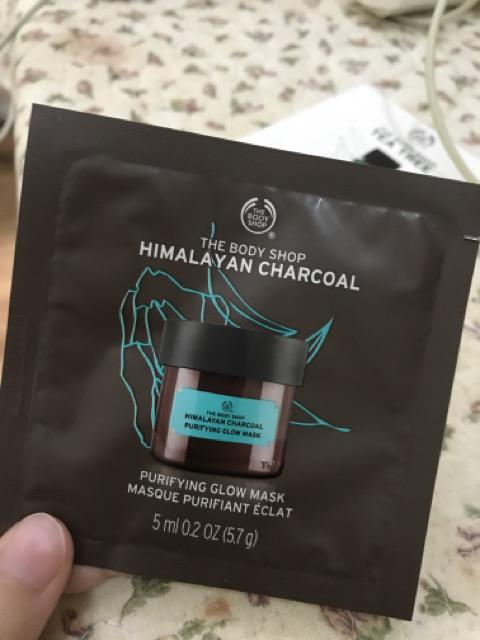 TEA TREE
THE
BODY
SHOP
®
THE BODY SHOP
HIMALAYAN CHARCOAL
THE BODY SHOP
HIMALAYAN CHARCOAL
PURIFYING GLOW MASK
PURIFYING GLOW MASK
MASQUE PURIFIANT ÉCLAT
5 ml 0.2 OZ (5.7 g)